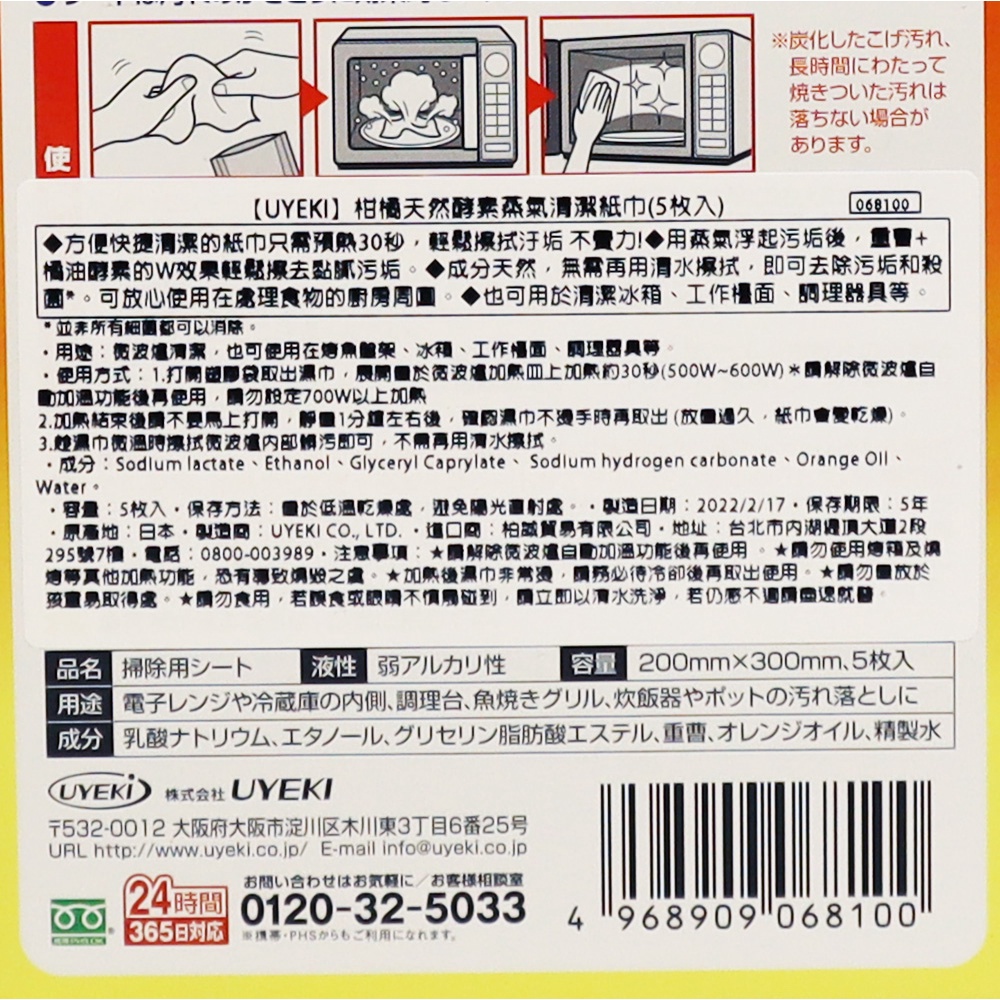 ※炭化したこげ汚れ、
長時間にわたって
焼きついた汚れは
落ちない場合が
あります。
使
【UYEKI】柑橘天然酵素蒸氣清潔紙巾(5枚入)
068100
◆方便快捷清潔的紙巾只需預熱30秒，輕鬆擦拭汙垢 不費力!◆用蒸氣浮起污垢後，重曹+
橘油酵素的W效果輕鬆擦去黏膩污垢。◆成分天然，無需再用清水擦拭，即可去除污垢和殺
菌*。可放心使用在處理食物的廚房周圍。◆也可用於清潔冰箱、工作檯面、調理器具等。
*並非所有細菌都可以消除。
・用途：微波爐清潔，也可使用在烤魚盤架、冰箱、工作檯面、調理器具等。
・使用方式：1.打開塑膠袋取出濕巾，展開置於微波爐加熱皿上加熱約30秒(500W~600W)*請解除微波爐自
動加溫功能後再使用，請勿設定700W以上加熱
2.加熱結束後請不要馬上打開，靜置1分鐘左右後，確認濕巾不燙手時再取出 (放置過久，紙巾會變乾燥)。
3.趁濕巾微溫時擦拭微波爐內部髒污即可，不需再用清水擦拭。
・成分：Sodium lactate、Ethanol、Glyceryl Caprylate、Sodium hydrogen carbonate、Orange Oil、
Water。
・容量：5枚入・保存方法：置於低溫乾燥處，避免陽光直射處。・製造日期：2022/2/17・保存期限：5年
・原產地：日本・製造商：UYEKI CO., LTD.・進口商：柏誠貿易有限公司・地址：台北市內湖堤頂大道2段
295號7樓・電話：0800-003989・注意事項：★請解除微波爐自動加溫功能後再使用。★請勿使用烤箱及燒
烤等其他加熱功能，恐有導致燒毀之處。★加熱後濕巾非常燙，請務必待冷卻後再取出使用。★請勿置放於
孩童易取得處。★請勿食用，若誤食或眼睛不慎觸碰到，請立即以清水洗淨，若仍感不適請盡速就醫。
品名 掃除用シート 液性 弱アルカリ性 容量 200mm×300mm、5枚入
用途 電子レンジや冷蔵庫の内側、調理台、魚焼きグリル、炊飯器やポットの汚れ落としに
成分 乳酸ナトリウム、エタノール、グリセリン脂肪酸エステル、重曹、オレンジオイル、精製水
UYEKI 株式会社 UYEKI
〒532-0012 大阪府大阪市淀川区木川東3丁目6番25号
URL http://www.uyeki.co.jp/ E-mail info@uyeki.co.jp
24時間
365日対応
お問い合わせはお気軽に／お客様相談室
0120-32-5033
※携帯・PHSからもご利用になれます。
4 968909 068100